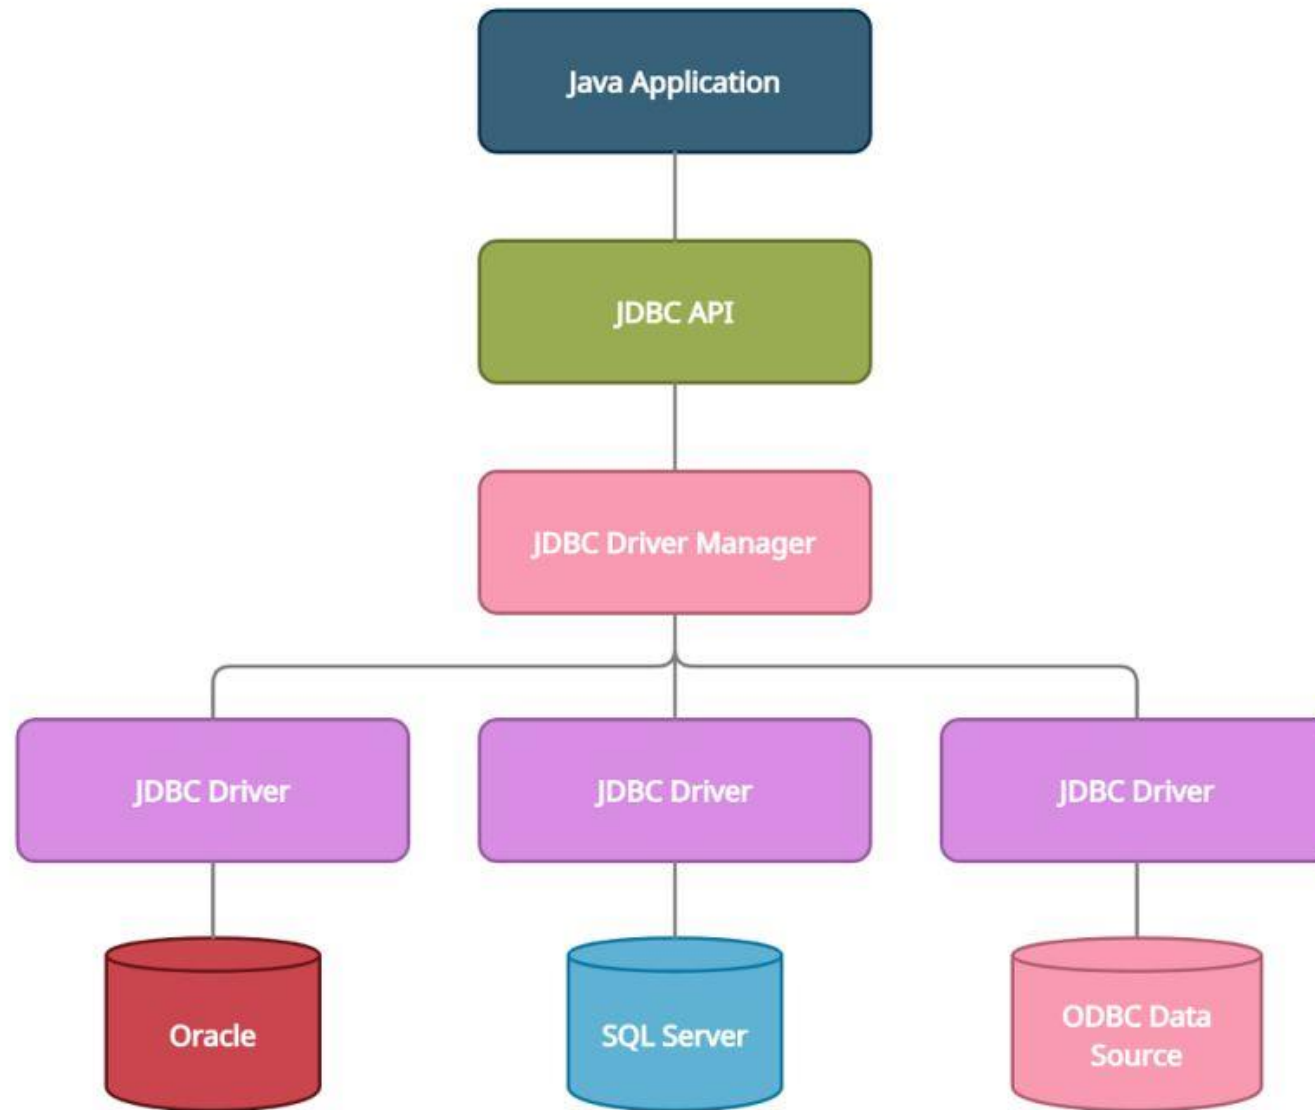 Java Application
JDBC API
JDBC Driver Manager
JDBC Driver
JDBC Driver
JDBC Driver
Oracle
SQL Server
ODBC Data
Source